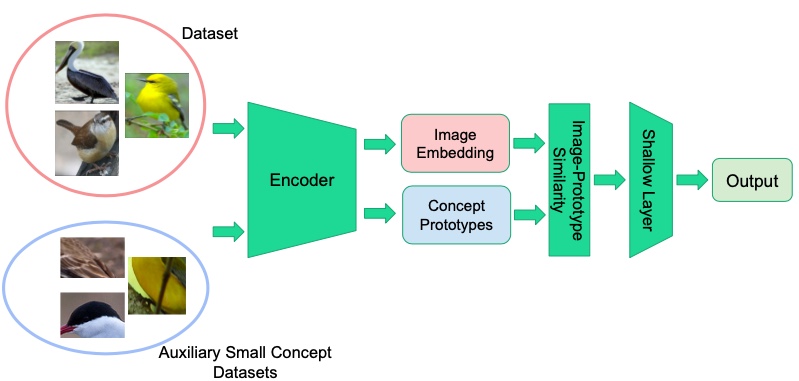 Dataset
Encoder
Image
Embedding
Concept
Prototypes
Image-Prototype
Similarity
Shallow Layer
Output
Auxiliary Small Concept
Datasets